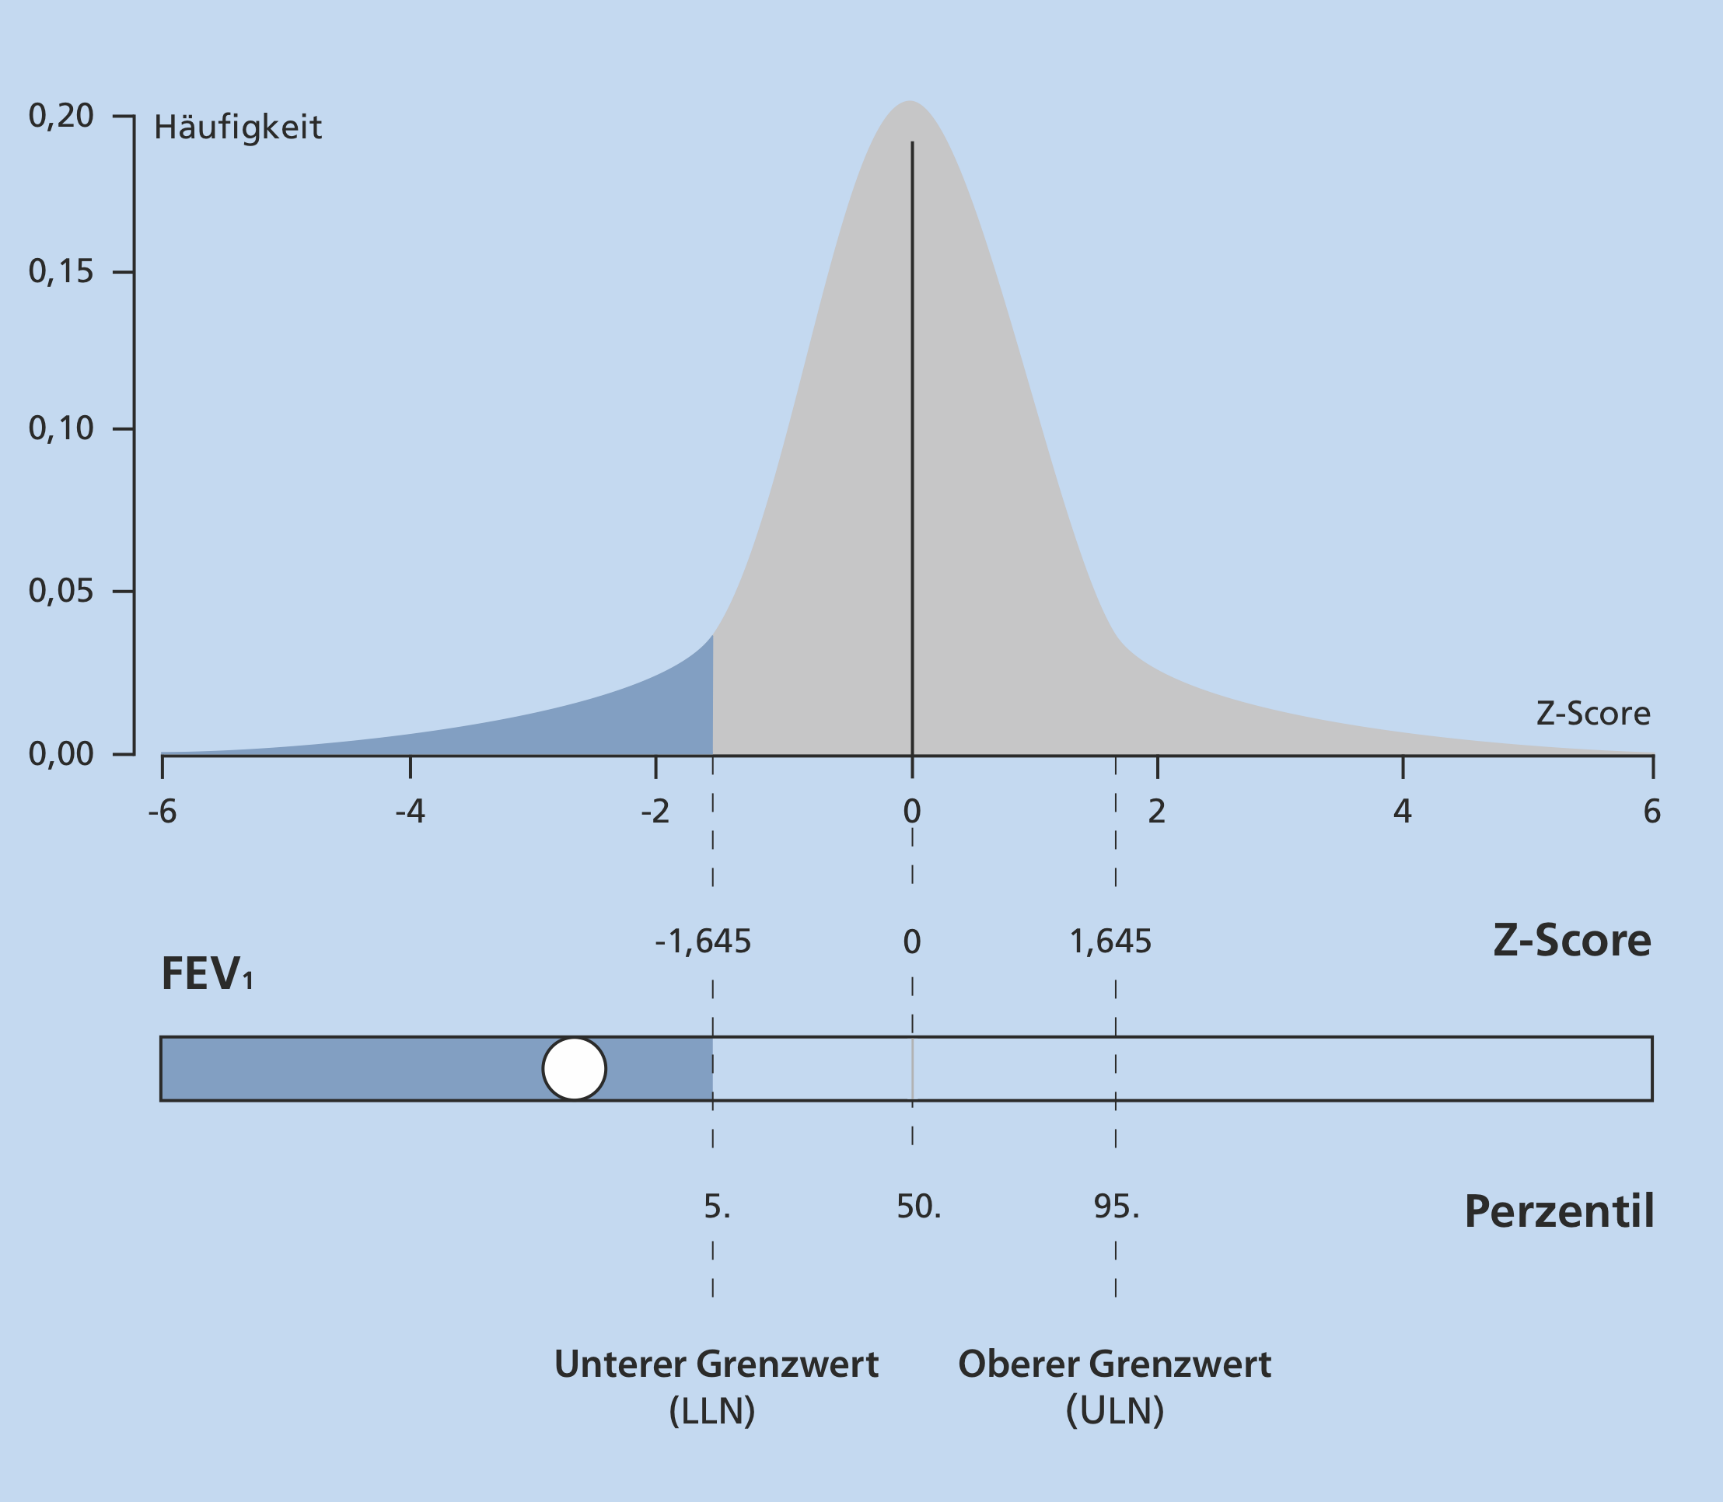 0,20
Häufigkeit
0,15
0,10
0,05
Z-Score
0,00
-6 -4 -2 0 2 4 6
-1,645 0 1,645 Z-Score
FEV₁
5. 50. 95. Perzentil
Unterer Grenzwert Oberer Grenzwert
(LLN) (ULN)